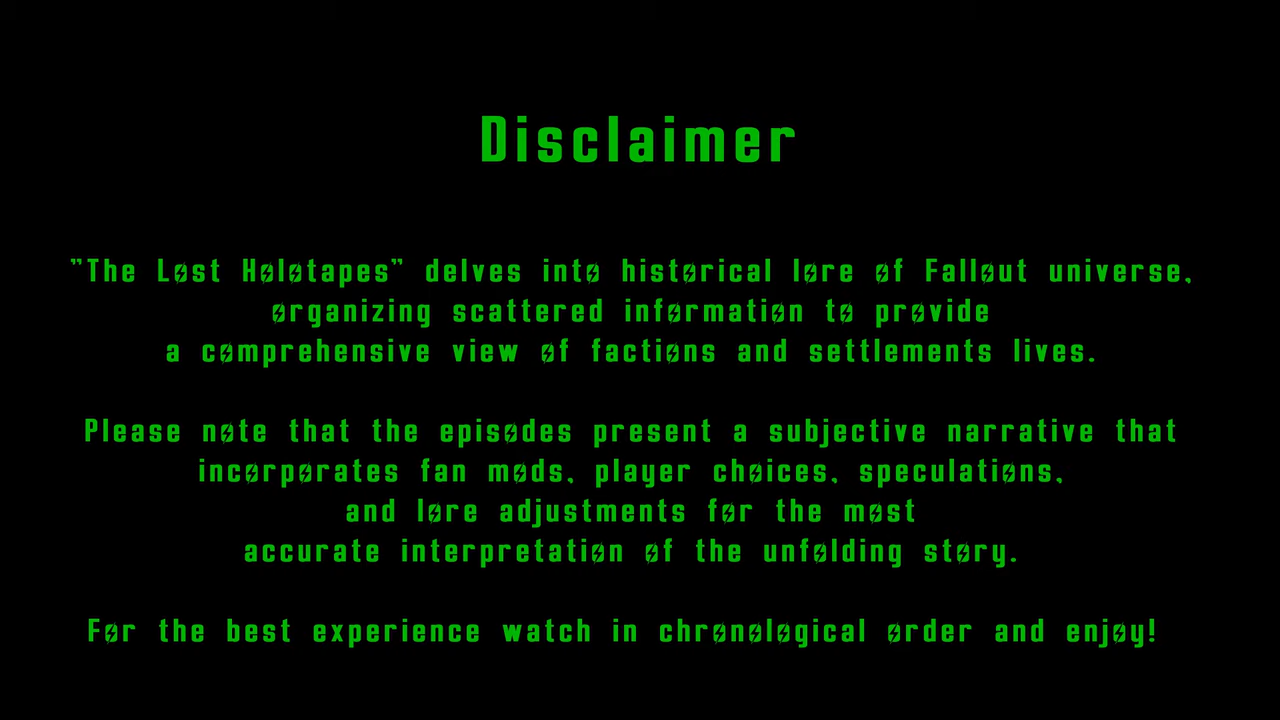 Disclaimer
"The Lost Holotapes" delves into historical lore of Fallout universe,
organizing scattered information to provide
a comprehensive view of factions and settlements lives.
Please note that the episodes present a subjective narrative that
incorporates fan mods, player choices, speculations,
and lore adjustments for the most
accurate interpretation of the unfolding story.
For the best experience watch in chronological order and enjoy!